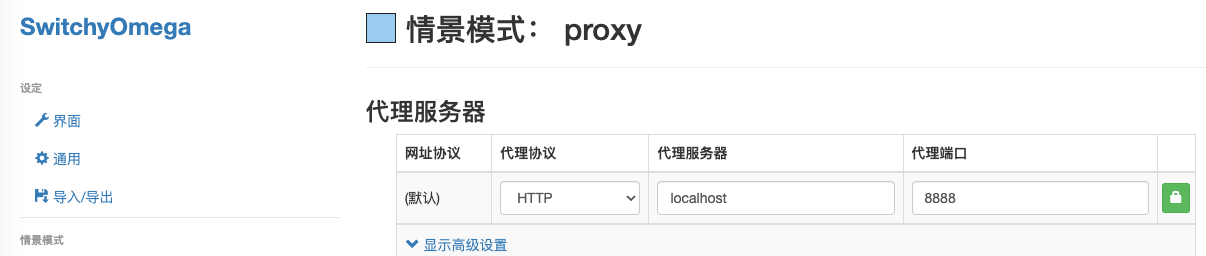 SwitchyOmega
设定
界面
通用
导入/导出
情景模式
情景模式： proxy
代理服务器
网址协议 代理协议 代理服务器 代理端口
(默认) HTTP localhost 8888
显示高级设置